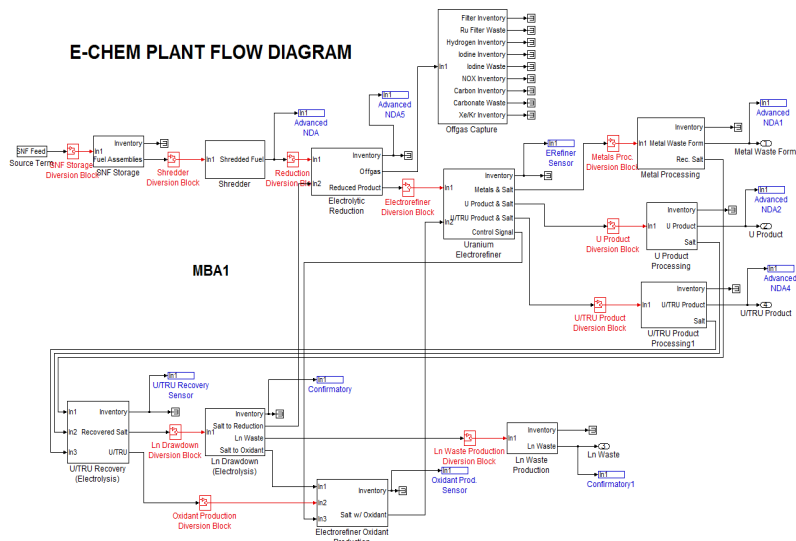 E-CHEM PLANT FLOW DIAGRAM
MBA1
SNF Feed
Source Term
SNF Storage
Diversion Block
In1
Inventory
Fuel Assemblies
SNF Storage
Shredder
Diversion Block
In1
Shredded Fuel
Shredder
In1
Advanced
NDA
Reduction
Diversion Block
In1
In2
Inventory
Offgas
Reduced Product
Electrolytic
Reduction
In1
Advanced
NDA5
In1
Filter Inventory
Ru Filter Waste
Hydrogen Inventory
Iodine Inventory
Iodine Waste
NOX Inventory
Carbon Inventory
Carbonate Waste
Xe/Kr Inventory
Offgas Capture
Electrorefiner
Diversion Block
In1
In2
Inventory
Metals & Salt
U Product & Salt
U/TRU Product & Salt
Control Signal
Uranium
Electrorefiner
In1
ERefiner
Sensor
Metals Proc.
Diversion Block
In1
Inventory
Metal Waste Form
Rec. Salt
Metal Processing
In1
Advanced
NDA1
Metal Waste Form
U Product
Diversion Block
In1
Inventory
U Product
Salt
U Product
Processing
In1
Advanced
NDA2
2
U Product
U/TRU Product
Diversion Block
In1
Inventory
U/TRU Product
Salt
U/TRU Product
Processing1
In1
Advanced
NDA4
4
U/TRU Product
In1
In2
In3
Inventory
Recovered Salt
U/TRU
U/TRU Recovery
(Electrolysis)
In1
U/TRU Recovery
Sensor
Ln Drawdown
Diversion Block
In1
Inventory
Salt to Reduction
Ln Waste
Salt to Oxidant
Ln Drawdown
(Electrolysis)
In1
Confirmatory
Oxidant Production
Diversion Block
In1
In2
In3
Inventory
Salt w/ Oxidant
Electrorefiner Oxidant
Production
In1
Oxidant Prod.
Sensor
Ln Waste Production
Diversion Block
In1
Inventory
Ln Waste
Ln Waste
Production
3
Ln Waste
In1
Confirmatory1